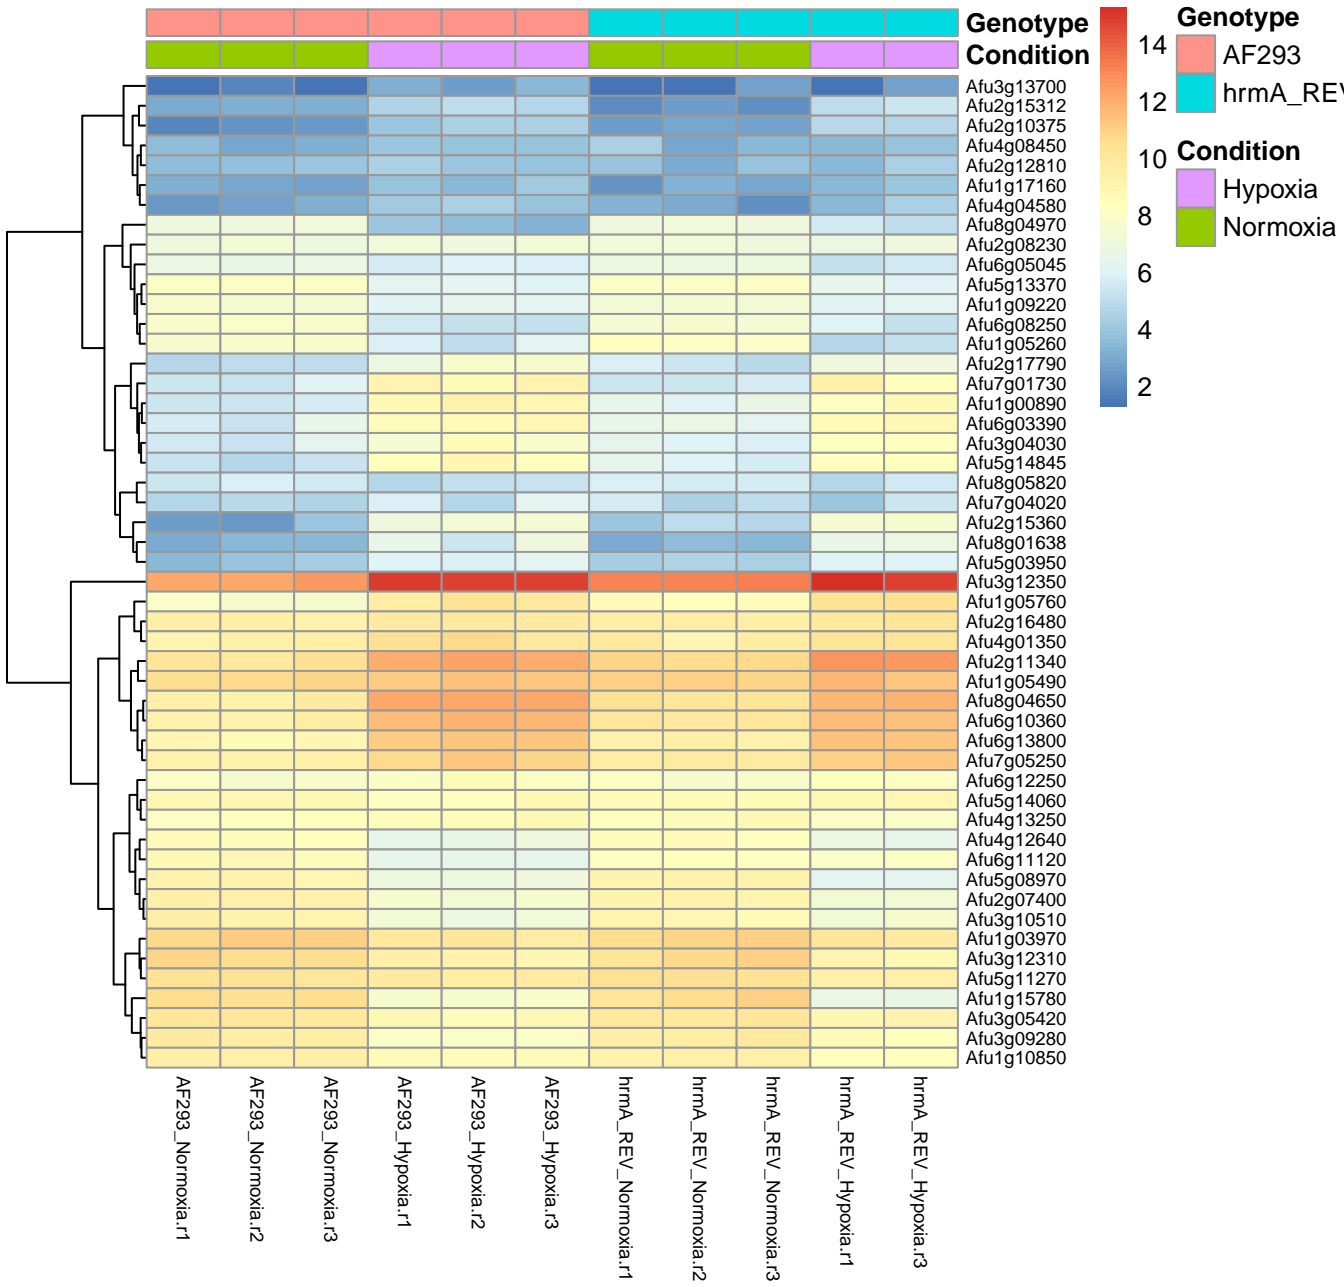 Genotype
Condition
Afu3g13700
Afu2g15312
Afu2g10375
Afu4g08450
Afu2g12810
Afu1g17160
Afu4g04580
Afu8g04970
Afu2g08230
Afu6g05045
Afu5g13370
Afu1g09220
Afu6g08250
Afu1g05260
Afu2g17790
Afu7g01730
Afu1g00890
Afu6g03390
Afu3g04030
Afu5g14845
Afu8g05820
Afu7g04020
Afu2g15360
Afu8g01638
Afu5g03950
Afu3g12350
Afu1g05760
Afu2g16480
Afu4g01350
Afu2g11340
Afu1g05490
Afu8g04650
Afu6g10360
Afu6g13800
Afu7g05250
Afu6g12250
Afu5g14060
Afu4g13250
Afu4g12640
Afu6g11120
Afu5g08970
Afu2g07400
Afu3g10510
Afu1g03970
Afu3g12310
Afu5g11270
Afu1g15780
Afu3g05420
Afu3g09280
Afu1g10850
AF293_Normoxia.r1
AF293_Normoxia.r2
AF293_Normoxia.r3
AF293_Hypoxia.r1
AF293_Hypoxia.r2
AF293_Hypoxia.r3
hrmA_REV_Normoxia.r1
hrmA_REV_Normoxia.r2
hrmA_REV_Normoxia.r3
hrmA_REV_Hypoxia.r1
hrmA_REV_Hypoxia.r3
14
12
10
8
6
4
2
Genotype
AF293
hrmA_REV
Condition
Hypoxia
Normoxia